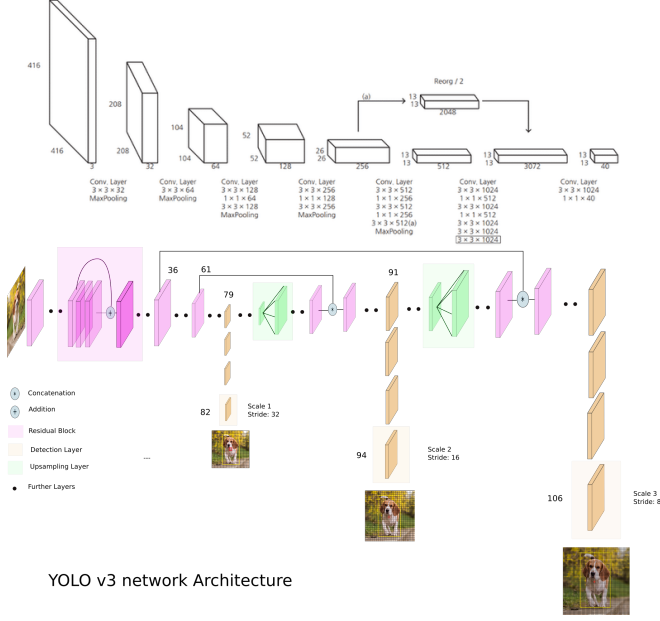 416
416
3
208
208
32
104
104
64
52
52
128
26
26
256
13
13
512
(a)
Reorg / 2
13
13
2048
13
13
3072
13
13
40
Conv. Layer
3 × 3 × 32
MaxPooling
Conv. Layer
3 × 3 × 64
MaxPooling
Conv. Layer
3 × 3 × 128
1 × 1 × 64
3 × 3 × 128
MaxPooling
Conv. Layer
3 × 3 × 256
1 × 1 × 128
3 × 3 × 256
MaxPooling
Conv. Layer
3 × 3 × 512
1 × 1 × 256
3 × 3 × 512
1 × 1 × 256
3 × 3 × 512(a)
MaxPooling
Conv. Layer
3 × 3 × 1024
1 × 1 × 512
3 × 3 × 1024
1 × 1 × 512
3 × 3 × 1024
3 × 3 × 1024
3 × 3 × 1024
Conv. Layer
3 × 3 × 1024
1 × 1 × 40
36
61
79
91
82
Scale 1
Stride: 32
94
Scale 2
Stride: 16
106
Scale 3
Stride: 8
Concatenation
Addition
Residual Block
Detection Layer
Upsampling Layer
Further Layers
...
YOLO v3 network Architecture